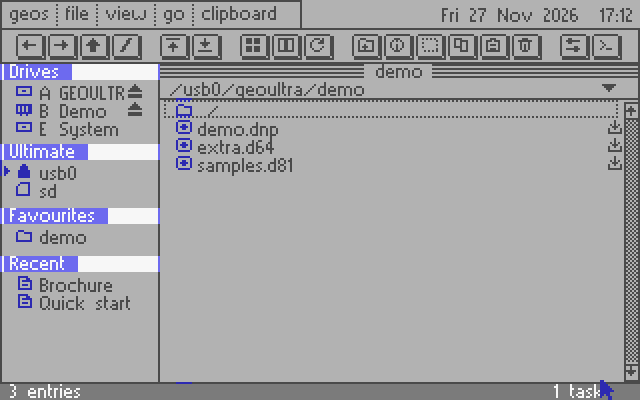 geos file view go clipboard Fri 27 Nov 2026 17:12
demo
Drives
/usb0/geoultra/demo
A GEOULTR
B Demo
E System
/
demo.dnp
extra.d64
samples.d81
Ultimate
usb0
sd
Favourites
demo
Recent
Brochure
Quick start
3 entries 1 task